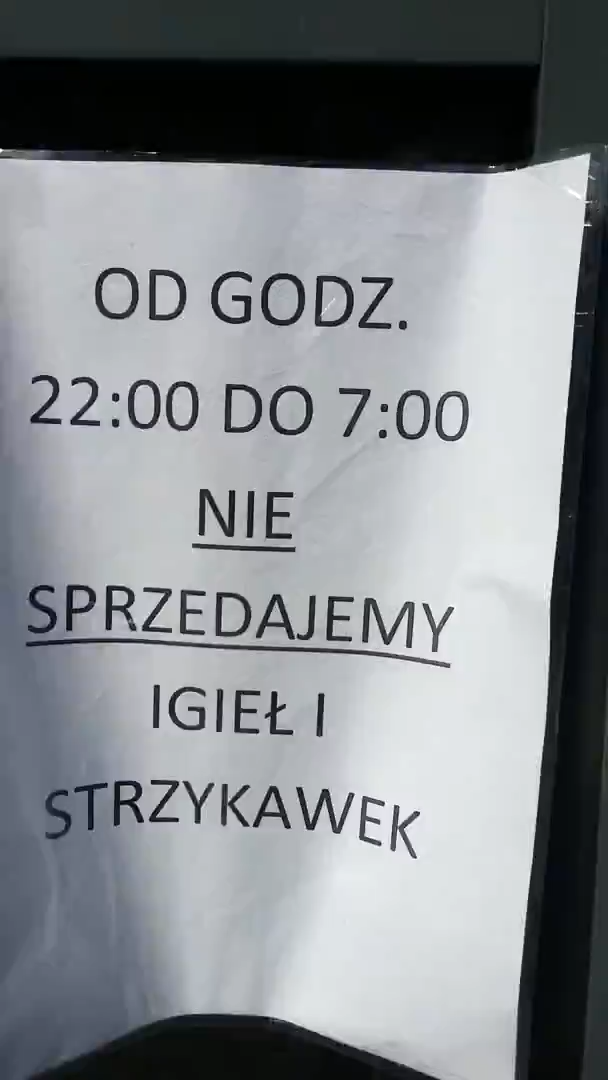 OD GODZ.
22:00 DO 7:00
NIE
SPRZEDAJEMY
IGIEŁ I
STRZYKAWEK